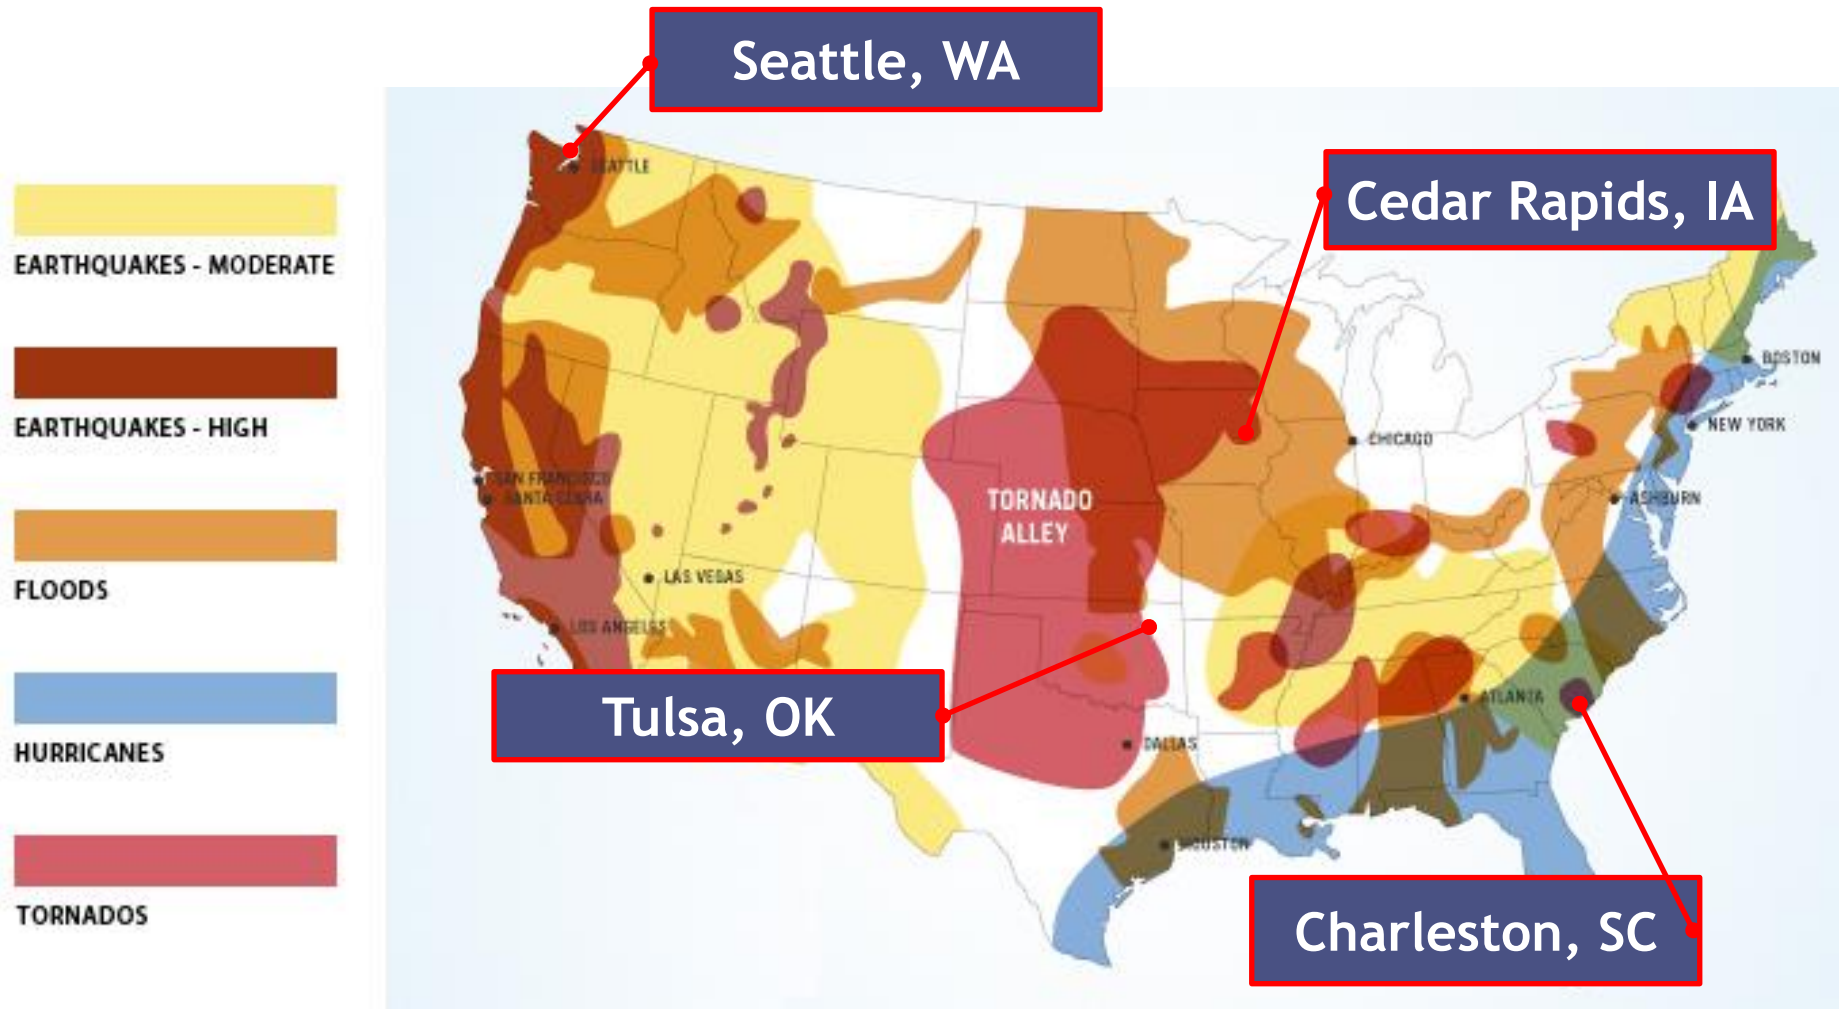 Seattle, WA
SEATTLE
Cedar Rapids, IA
EARTHQUAKES - MODERATE
EARTHQUAKES - HIGH
BOSTON
NEW YORK
CHICAGO
SAN FRANCISCO
SANTA CLARA
TORNADO
ALLEY
ASHBURN
FLOODS
LAS VEGAS
LOS ANGELES
Tulsa, OK
ATLANTA
DALLAS
HURRICANES
HOUSTON
TORNADOS
Charleston, SC